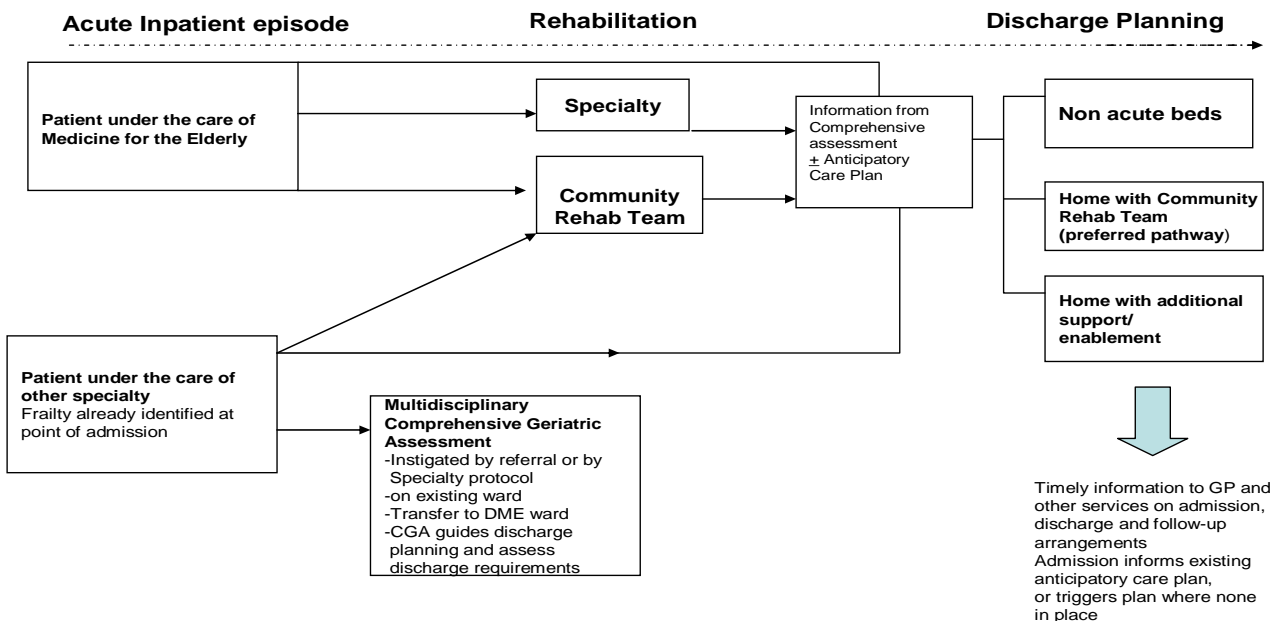 Acute Inpatient episode
Rehabilitation
Discharge Planning
Patient under the care of
Medicine for the Elderly
Specialty
Community
Rehab Team
Information from
Comprehensive
assessment
+ Anticipatory
Care Plan
Non acute beds
Home with Community
Rehab Team
(preferred pathway)
Home with additional
support/
enablement
Patient under the care of
other specialty
Frailty already identified at
point of admission
Multidisciplinary
Comprehensive Geriatric
Assessment
-Instigated by referral or by
Specialty protocol
-on existing ward
-Transfer to DME ward
-CGA guides discharge
planning and assess
discharge requirements
Timely information to GP and
other services on admission,
discharge and follow-up
arrangements
Admission informs existing
anticipatory care plan,
or triggers plan where none
in place